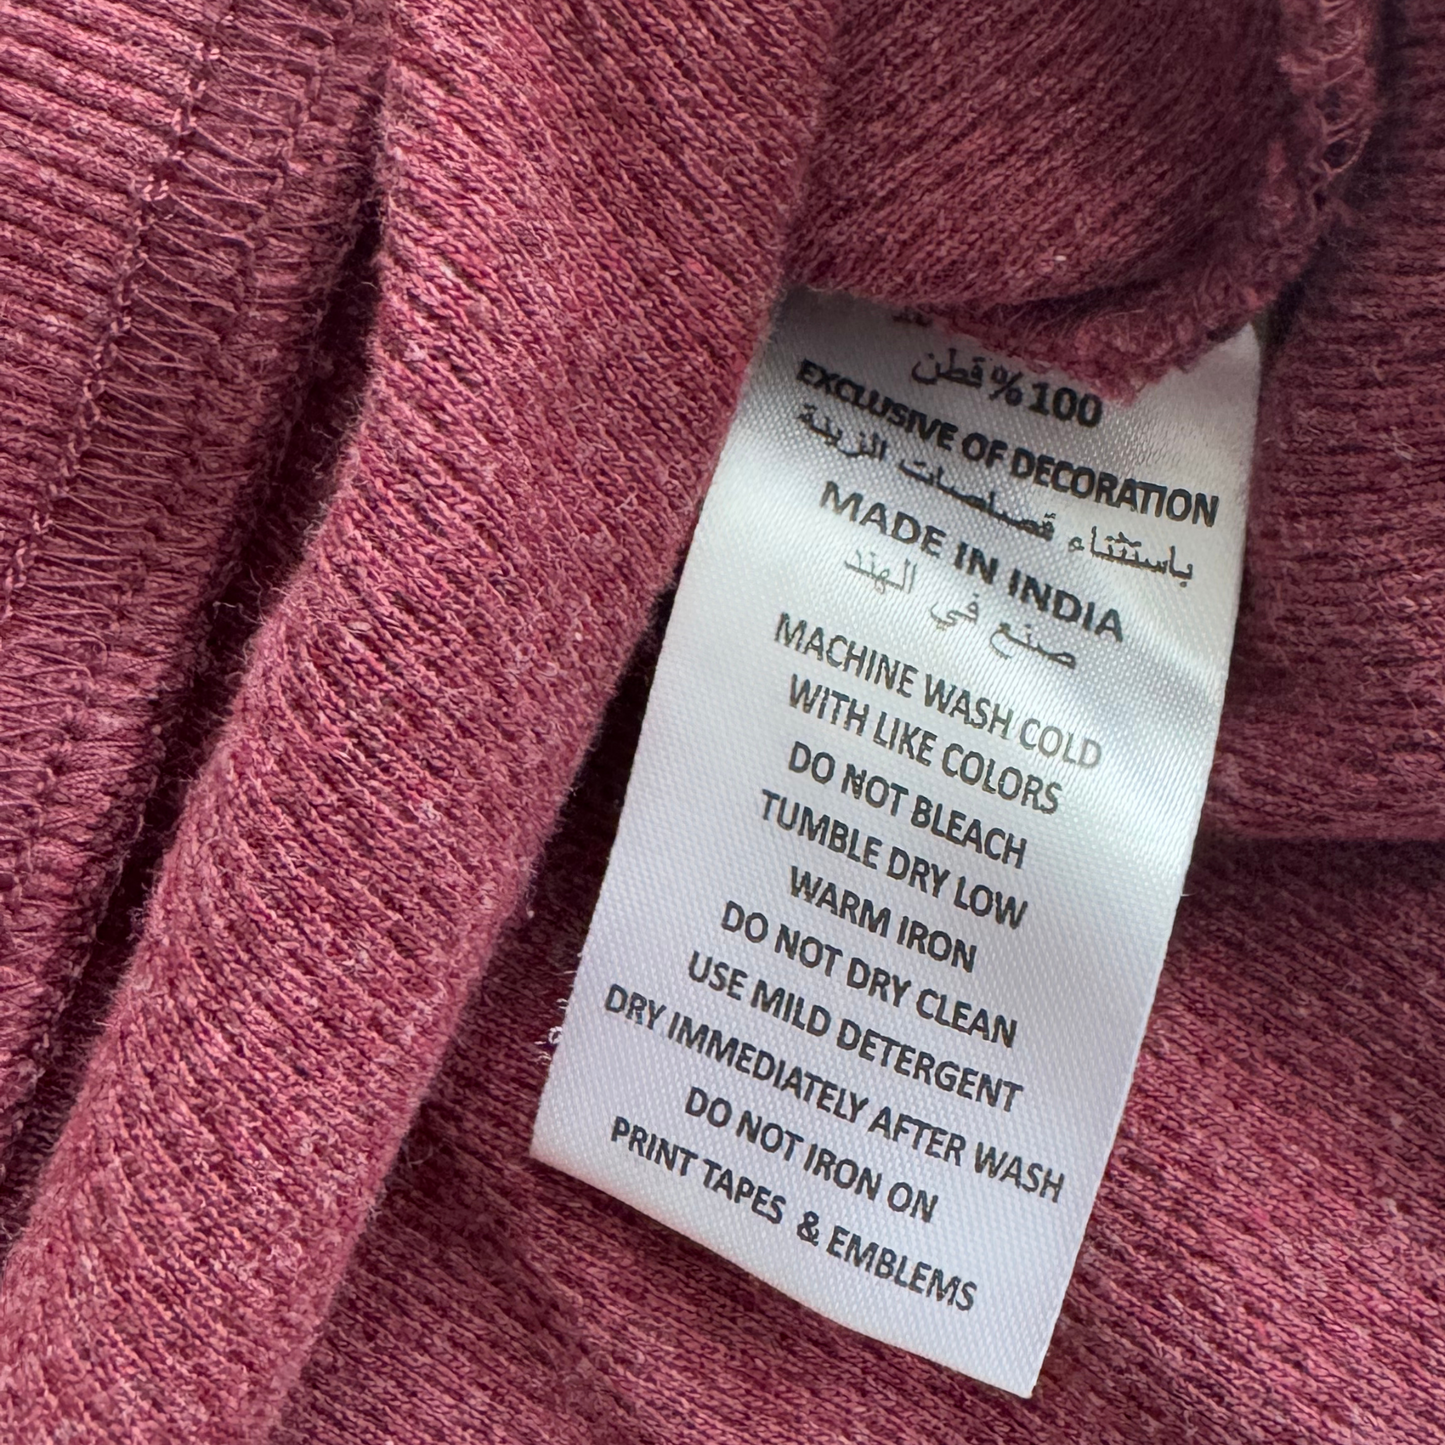 100% قطن
EXCLUSIVE OF DECORATION
باستثناء قصاصات الزينة
MADE IN INDIA
صنع في الهند
MACHINE WASH COLD
WITH LIKE COLORS
DO NOT BLEACH
TUMBLE DRY LOW
WARM IRON
DO NOT DRY CLEAN
USE MILD DETERGENT
DRY IMMEDIATELY AFTER WASH
DO NOT IRON ON
PRINT TAPES & EMBLEMS